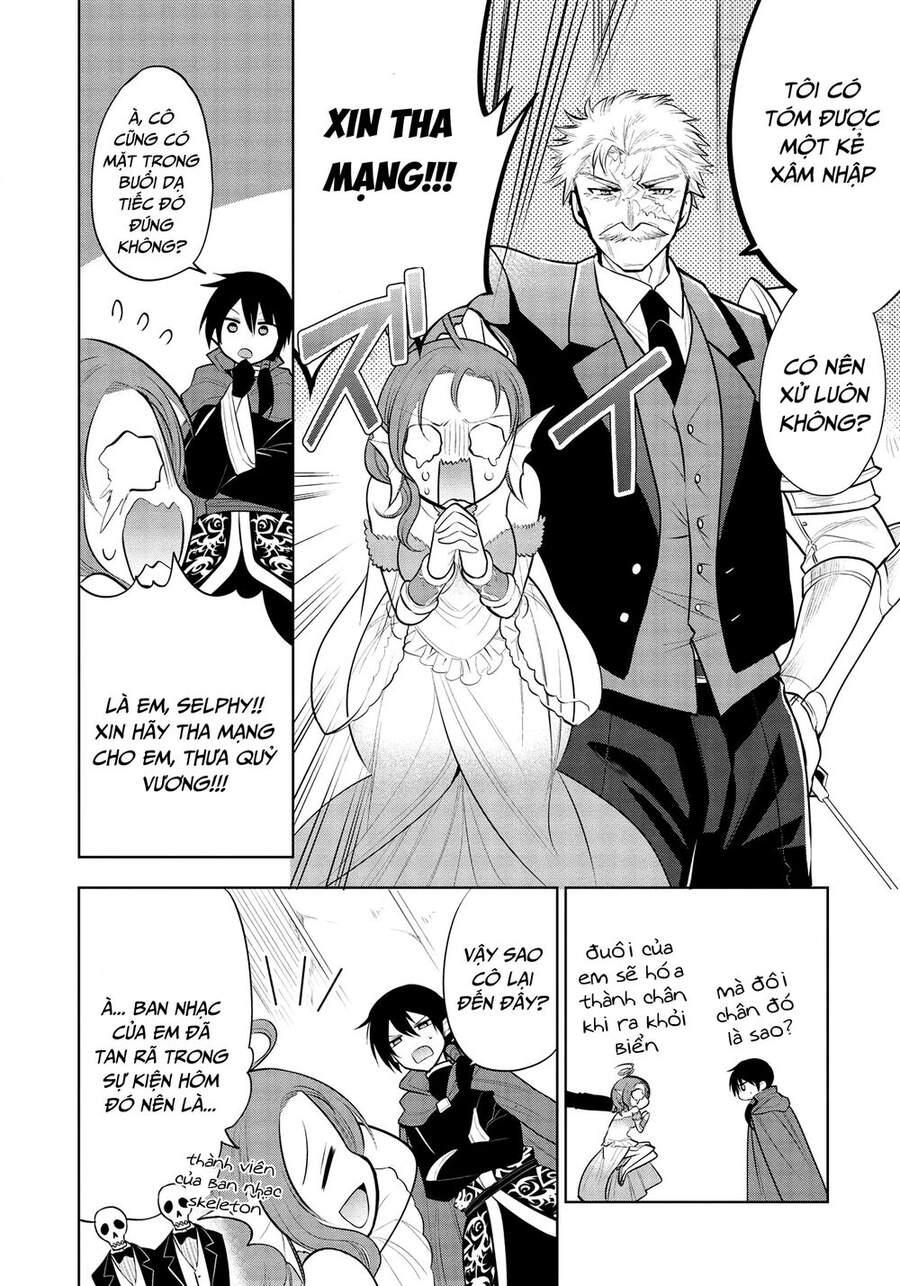 TÔI CÓ
TÓM ĐƯỢC
MỘT KẺ
XÂM NHẬP
CÓ NÊN
XỬ LUÔN
KHÔNG?
XIN THA
MẠNG!!!
ズイ
À, CÔ
CŨNG CÓ
MẶT TRONG
BUỔI DẠ
TIẾC ĐÓ
ĐÚNG
KHÔNG?
LÀ EM, SELPHY!!
XIN HÃY THA MẠNG
CHO EM, THƯA QUỶ
VƯƠNG!!!
mà đôi
chân đó
là sao?
đuôi của
em sẽ hóa
thành chân
khi ra khỏi
Biển
VẬY SAO
CÔ LẠI
ĐẾN ĐÂY?
À... BAN NHẠC
CỦA EM ĐÃ
TAN RÃ TRONG
SỰ KIỆN HÔM
ĐÓ NÊN LÀ...
thành viên
của Ban nhạc
skeleton